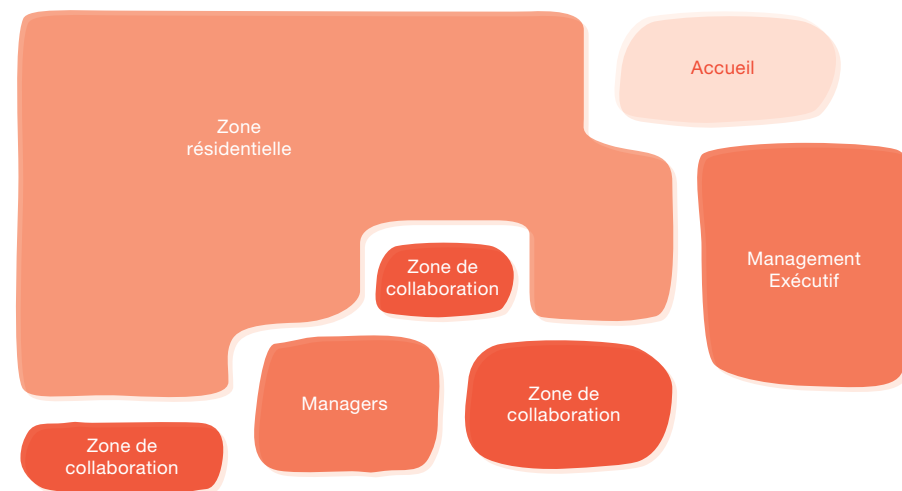 Accueil
Zone
résidentielle
Management
Exécutif
Zone de
collaboration
Managers
Zone de
collaboration
Zone de
collaboration